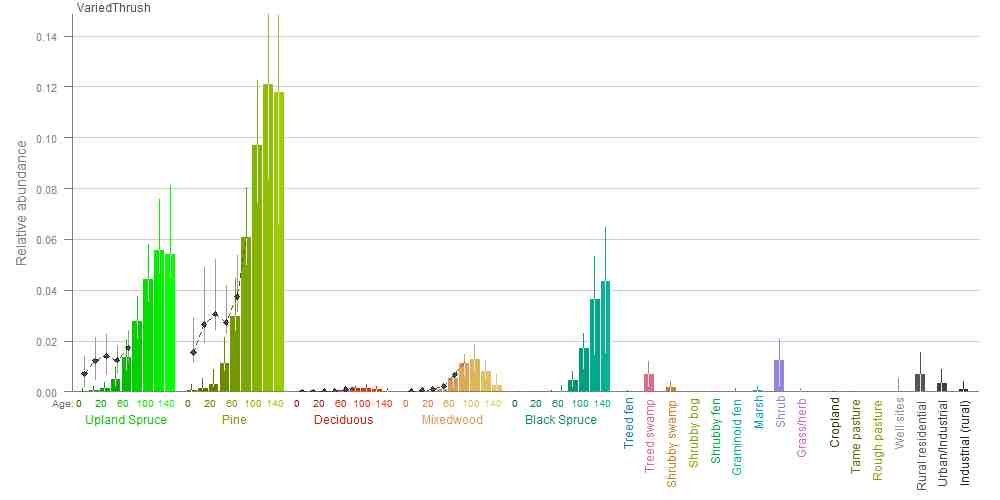 VariedThrush
0.14
0.12
0.10
0.08
0.06
0.04
0.02
0.00
Relative abundance
Age: 0 20 60 100 140 0 20 60 100 140 0 20 60 100 140 0 20 60 100 140 0 20 60 100 140
Upland Spruce Pine Deciduous Mixedwood Black Spruce
Treed fen
Treed swamp
Shrubby swamp
Shrubby bog
Shrubby fen
Graminoid fen
Marsh
Shrub
Grass/herb
Cropland
Tame pasture
Rough pasture
Well sites
Rural residential
Urban/Industrial
Industrial (rural)